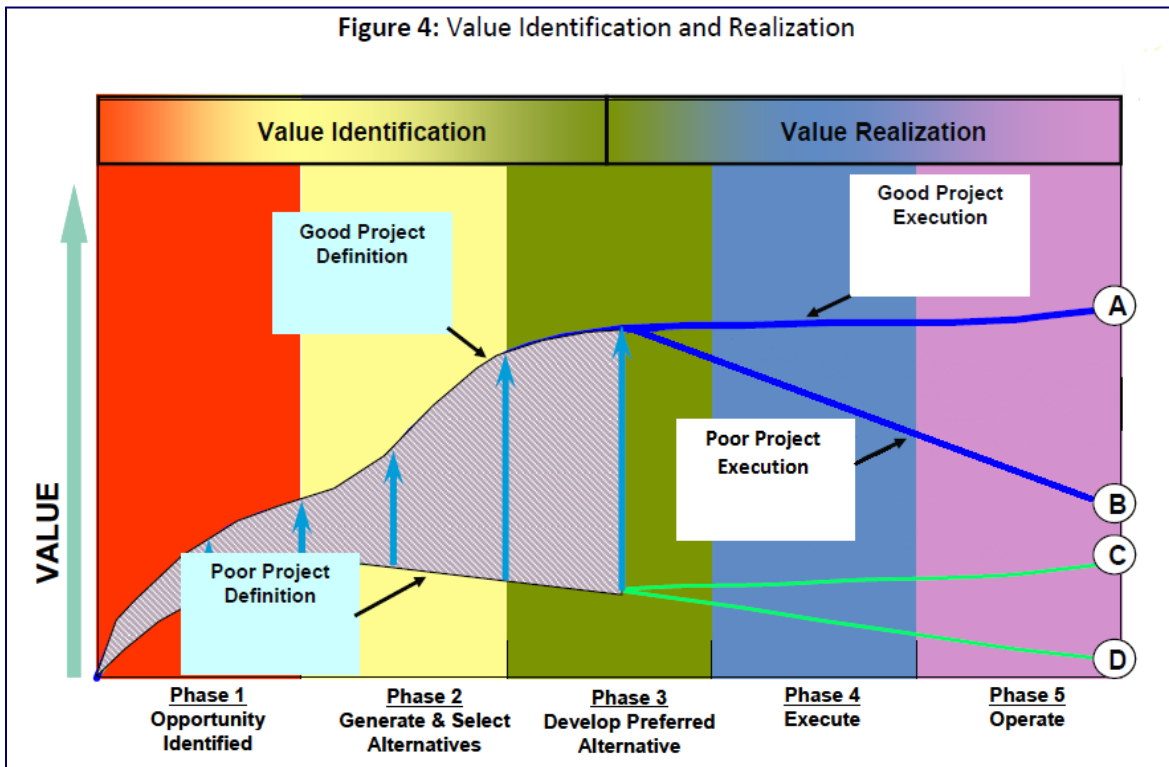 Figure 4: Value Identification and Realization
Value Identification
Value Realization
Good Project
Execution
Good Project
Definition
A
Poor Project
Execution
B
C
Poor Project
Definition
D
VALUE
Phase 1
Opportunity
Identified
Phase 2
Generate & Select
Alternatives
Phase 3
Develop Preferred
Alternative
Phase 4
Execute
Phase 5
Operate